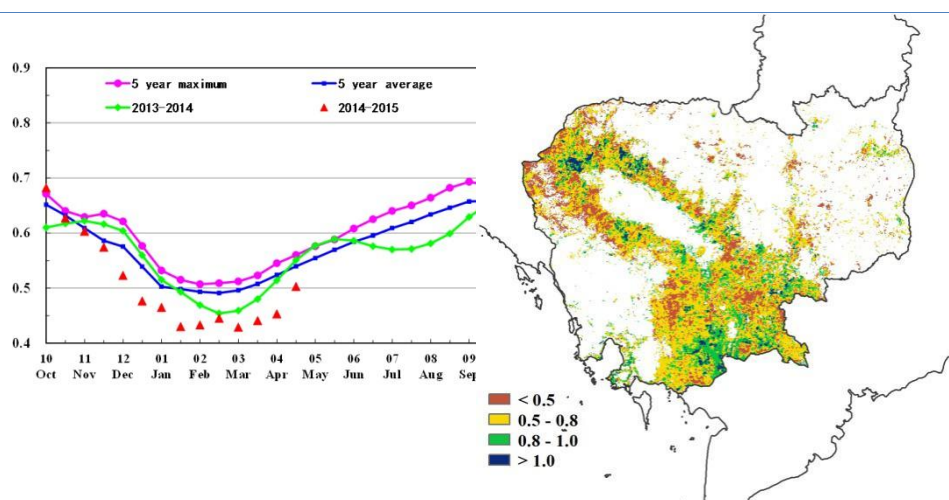 0.9
5 year maximum 5 year average
2013-2014 2014-2015
0.8
0.7
0.6
0.5
0.4
10 11 12 01 02 03 04 05 06 07 08 09
Oct Nov Dec Jan Feb Mar Apr May Jun Jul Aug Sep
< 0.5
0.5 - 0.8
0.8 - 1.0
> 1.0